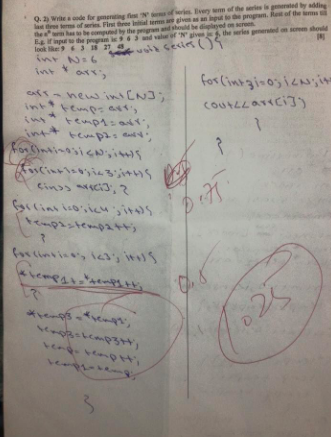 Q. 2) Write a code for generating first 'N' terms of series. Every term of the series is generated by adding
last three terms of series. First three initial terms are given as an input to the program. Rest of the terms till
the nth term has to be computed by the program and should be displayed on screen.
E.g. if input to the program is 9 6 3 and value of 'N' is 6, the series generated on screen should
look like: 9 6 3 18 27 48 [8]
void series() {
int N=6
int * arr;
arr = new int [N];
int * temp = arr;
int * temp1 = arr;
int * temp2 = arr;
for(int i=0; i<N; i++) {
for(int i=0; i<3; i++) {
cin>> arr[i]; }
for(int i=0; i<4; i++) {
temp2=temp2++;
}
for(int i=0; i<3; i++) {
*temp1+=*temp1++;
}
*temp3=*temp2;
temp3=temp3++;
temp=temp++;
temp1=temp;
}
for(int i=0; i<N; i++
cout<<arr[i])
}
}
0.5
0.25